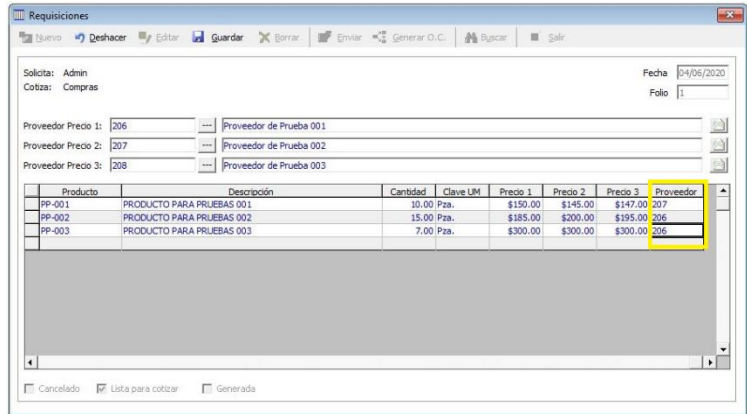 Requisiciones
Nuevo Deshacer Editar Guardar Borrar Enviar Generar O.C. Buscar Salir
Solicita: Admin Fecha 04/06/2020
Cotiza: Compras Folio 1
Proveedor Precio 1: 206 --- Proveedor de Prueba 001
Proveedor Precio 2: 207 --- Proveedor de Prueba 002
Proveedor Precio 3: 208 --- Proveedor de Prueba 003
Producto Descripción Cantidad Clave UM Precio 1 Precio 2 Precio 3 Proveedor
PP-001 PRODUCTO PARA PRUEBAS 001 10.00 Pza. $150.00 $145.00 $147.00 207
PP-002 PRODUCTO PARA PRUEBAS 002 15.00 Pza. $185.00 $200.00 $195.00 206
PP-003 PRODUCTO PARA PRUEBAS 003 7.00 Pza. $300.00 $300.00 $300.00 206
Cancelado Lista para cotizar Generada